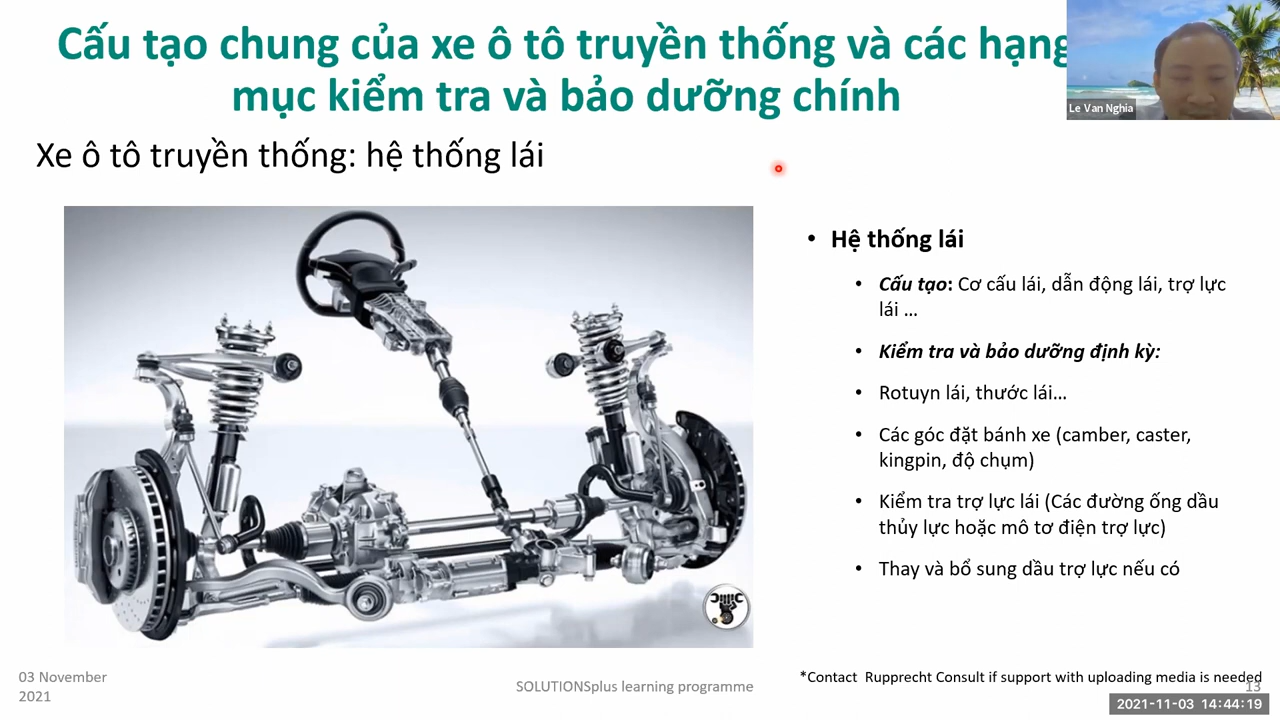 Cấu tạo chung của xe ô tô truyền thống và các hạng
mục kiểm tra và bảo dưỡng chính
Le Van Nghia
Xe ô tô truyền thống: hệ thống lái
• Hệ thống lái
• Cấu tạo: Cơ cấu lái, dẫn động lái, trợ lực
lái ...
• Kiểm tra và bảo dưỡng định kỳ:
• Rotuyn lái, thước lái...
• Các góc đặt bánh xe (camber, caster,
kingpin, độ chụm)
• Kiểm tra trợ lực lái (Các đường ống dầu
thủy lực hoặc mô tơ điện trợ lực)
• Thay và bổ sung dầu trợ lực nếu có
03 November
2021
SOLUTIONSplus learning programme
*Contact Rupprecht Consult if support with uploading media is needed
13
2021-11-03 14:44:19